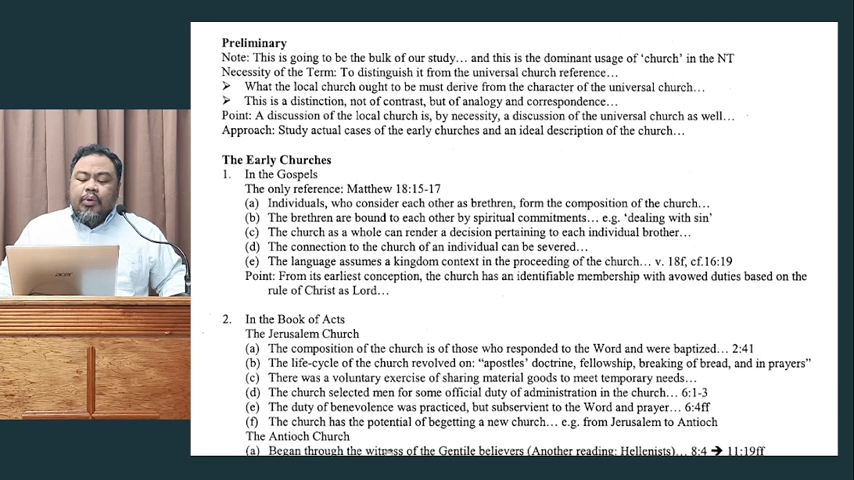 Preliminary
Note: This is going to be the bulk of our study… and this is the dominant usage of 'church' in the NT
Necessity of the Term: To distinguish it from the universal church reference…
➢ What the local church ought to be must derive from the character of the universal church…
➢ This is a distinction, not of contrast, but of analogy and correspondence…
Point: A discussion of the local church is, by necessity, a discussion of the universal church as well…
Approach: Study actual cases of the early churches and an ideal description of the church…
The Early Churches
1. In the Gospels
The only reference: Matthew 18:15-17
(a) Individuals, who consider each other as brethren, form the composition of the church…
(b) The brethren are bound to each other by spiritual commitments… e.g. 'dealing with sin'
(c) The church as a whole can render a decision pertaining to each individual brother…
(d) The connection to the church of an individual can be severed…
(e) The language assumes a kingdom context in the proceeding of the church… v. 18f, cf.16:19
Point: From its earliest conception, the church has an identifiable membership with avowed duties based on the
rule of Christ as Lord…
2. In the Book of Acts
The Jerusalem Church
(a) The composition of the church is of those who responded to the Word and were baptized… 2:41
(b) The life-cycle of the church revolved on: "apostles' doctrine, fellowship, breaking of bread, and in prayers"
(c) There was a voluntary exercise of sharing material goods to meet temporary needs…
(d) The church selected men for some official duty of administration in the church… 6:1-3
(e) The duty of benevolence was practiced, but subservient to the Word and prayer… 6:4ff
(f) The church has the potential of begetting a new church… e.g. from Jerusalem to Antioch
The Antioch Church
(a) Began through the witness of the Gentile believers (Another reading: Hellenists)… 8:4 ➔ 11:19ff
acer